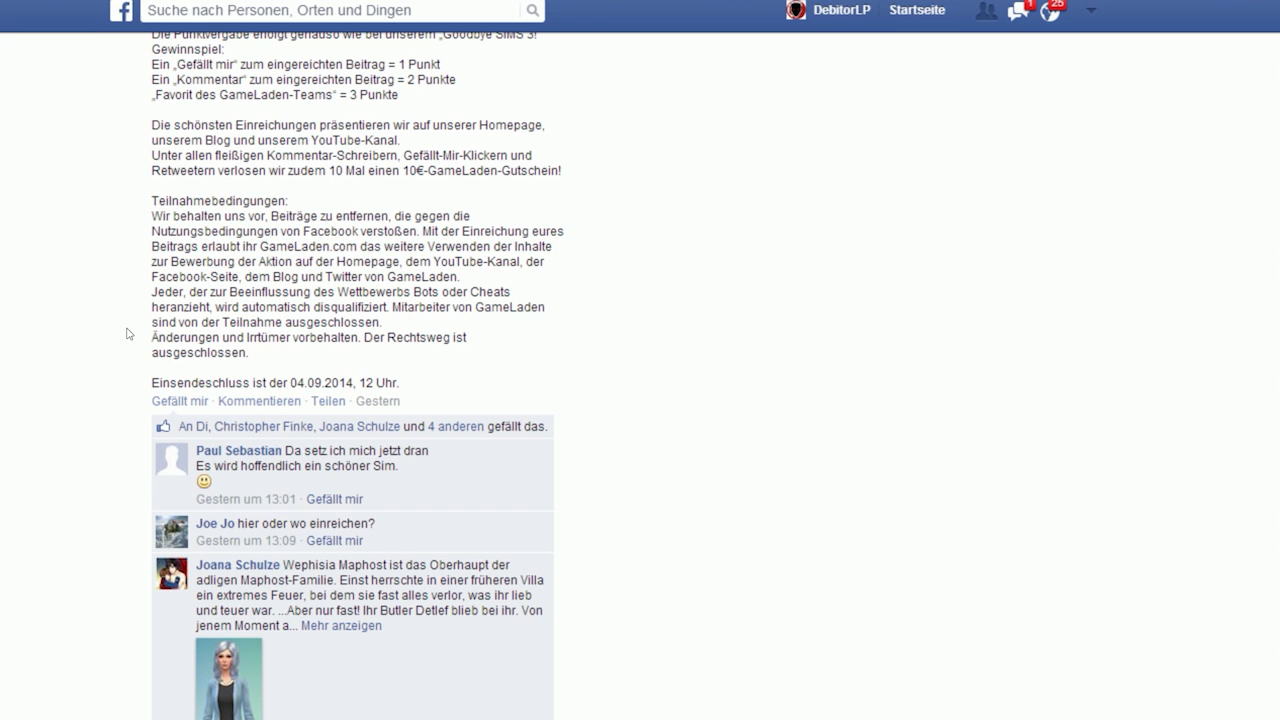 Suche nach Personen, Orten und Dingen
DebitorLP
Startseite
1
25
Die Punktvergabe erfolgt genauso wie bei unserem „Goodbye SIMS 3!
Gewinnspiel:
Ein „Gefällt mir“ zum eingereichten Beitrag = 1 Punkt
Ein „Kommentar“ zum eingereichten Beitrag = 2 Punkte
„Favorit des GameLaden-Teams“ = 3 Punkte
Die schönsten Einreichungen präsentieren wir auf unserer Homepage,
unserem Blog und unserem YouTube-Kanal.
Unter allen fleißigen Kommentar-Schreibern, Gefällt-Mir-Klickern und
Retweetern verlosen wir zudem 10 Mal einen 10€-GameLaden-Gutschein!
Teilnahmebedingungen:
Wir behalten uns vor, Beiträge zu entfernen, die gegen die
Nutzungsbedingungen von Facebook verstoßen. Mit der Einreichung eures
Beitrags erlaubt ihr GameLaden.com das weitere Verwenden der Inhalte
zur Bewerbung der Aktion auf der Homepage, dem YouTube-Kanal, der
Facebook-Seite, dem Blog und Twitter von GameLaden.
Jeder, der zur Beeinflussung des Wettbewerbs Bots oder Cheats
heranzieht, wird automatisch disqualifiziert. Mitarbeiter von GameLaden
sind von der Teilnahme ausgeschlossen.
Änderungen und Irrtümer vorbehalten. Der Rechtsweg ist
ausgeschlossen.
Einsendeschluss ist der 04.09.2014, 12 Uhr.
Gefällt mir · Kommentieren · Teilen · Gestern
An Di, Christopher Finke, Joana Schulze und 4 anderen gefällt das.
Paul Sebastian Da setz ich mich jetzt dran
Es wird hoffendlich ein schöner Sim.
Gestern um 13:01 · Gefällt mir
Joe Jo hier oder wo einreichen?
Gestern um 13:09 · Gefällt mir
Joana Schulze Wephisia Maphost ist das Oberhaupt der
adligen Maphost-Familie. Einst herrschte in einer früheren Villa
ein extremes Feuer, bei dem sie fast alles verlor, was ihr lieb
und teuer war. ...Aber nur fast! Ihr Butler Detlef blieb bei ihr. Von
jenem Moment a... Mehr anzeigen